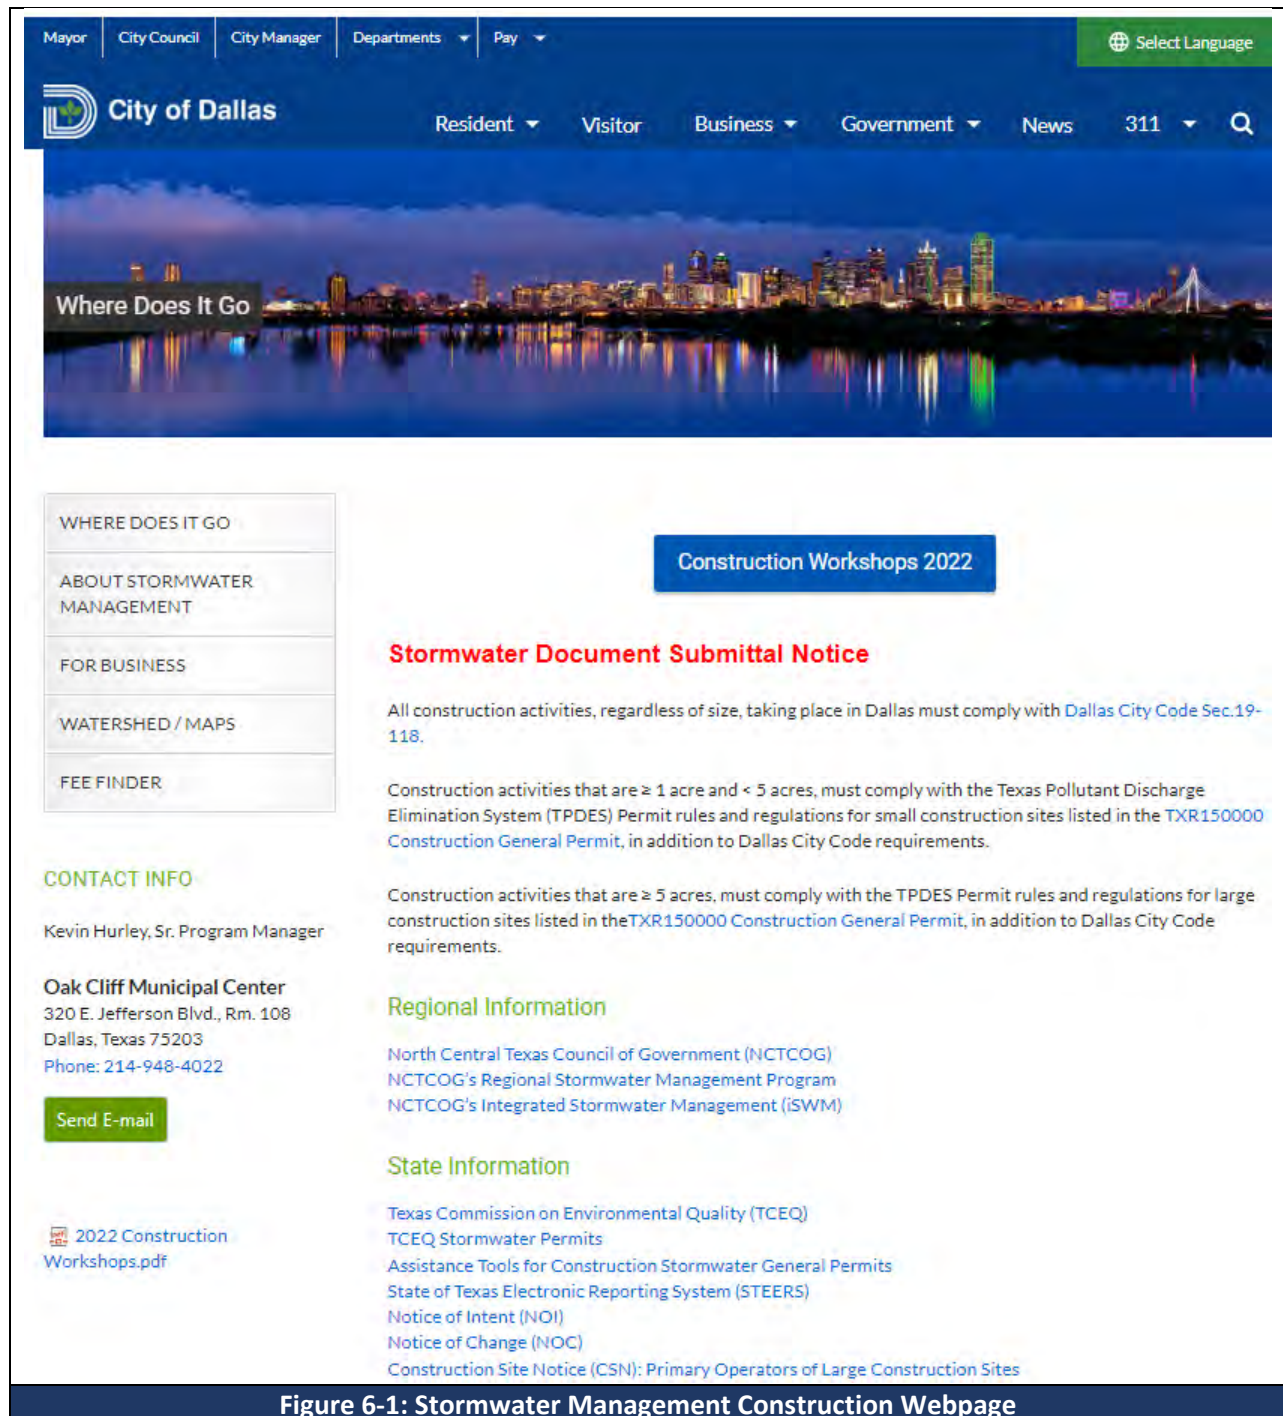 Mayor City Council City Manager Departments Pay Select Language
City of Dallas
Resident Visitor Business Government News 311
Where Does It Go
WHERE DOES IT GO
ABOUT STORMWATER
MANAGEMENT
FOR BUSINESS
WATERSHED / MAPS
FEE FINDER
CONTACT INFO
Kevin Hurley, Sr. Program Manager
Oak Cliff Municipal Center
320 E. Jefferson Blvd., Rm. 108
Dallas, Texas 75203
Phone: 214-948-4022
Send E-mail
2022 Construction
Workshops.pdf
Construction Workshops 2022
Stormwater Document Submittal Notice
All construction activities, regardless of size, taking place in Dallas must comply with Dallas City Code Sec.19-
118.
Construction activities that are ≥ 1 acre and < 5 acres, must comply with the Texas Pollutant Discharge
Elimination System (TPDES) Permit rules and regulations for small construction sites listed in the TXR150000
Construction General Permit, in addition to Dallas City Code requirements.
Construction activities that are ≥ 5 acres, must comply with the TPDES Permit rules and regulations for large
construction sites listed in theTXR150000 Construction General Permit, in addition to Dallas City Code
requirements.
Regional Information
North Central Texas Council of Government (NCTCOG)
NCTCOG's Regional Stormwater Management Program
NCTCOG's Integrated Stormwater Management (iSWM)
State Information
Texas Commission on Environmental Quality (TCEQ)
TCEQ Stormwater Permits
Assistance Tools for Construction Stormwater General Permits
State of Texas Electronic Reporting System (STEERS)
Notice of Intent (NOI)
Notice of Change (NOC)
Construction Site Notice (CSN): Primary Operators of Large Construction Sites
Figure 6-1: Stormwater Management Construction Webpage